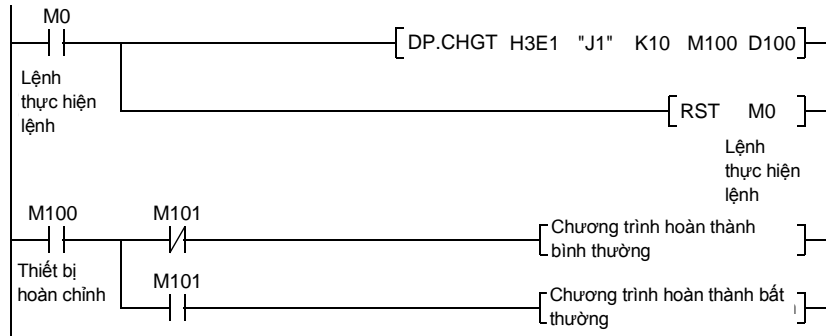 M0
DP.CHGT H3E1 "J1" K10 M100 D100
Lệnh
thực hiện
lệnh
RST M0
Lệnh
thực hiện
lệnh
M100 M101
Chương trình hoàn thành
bình thường
Thiết bị
hoàn chỉnh
M101
Chương trình hoàn thành bất
thường